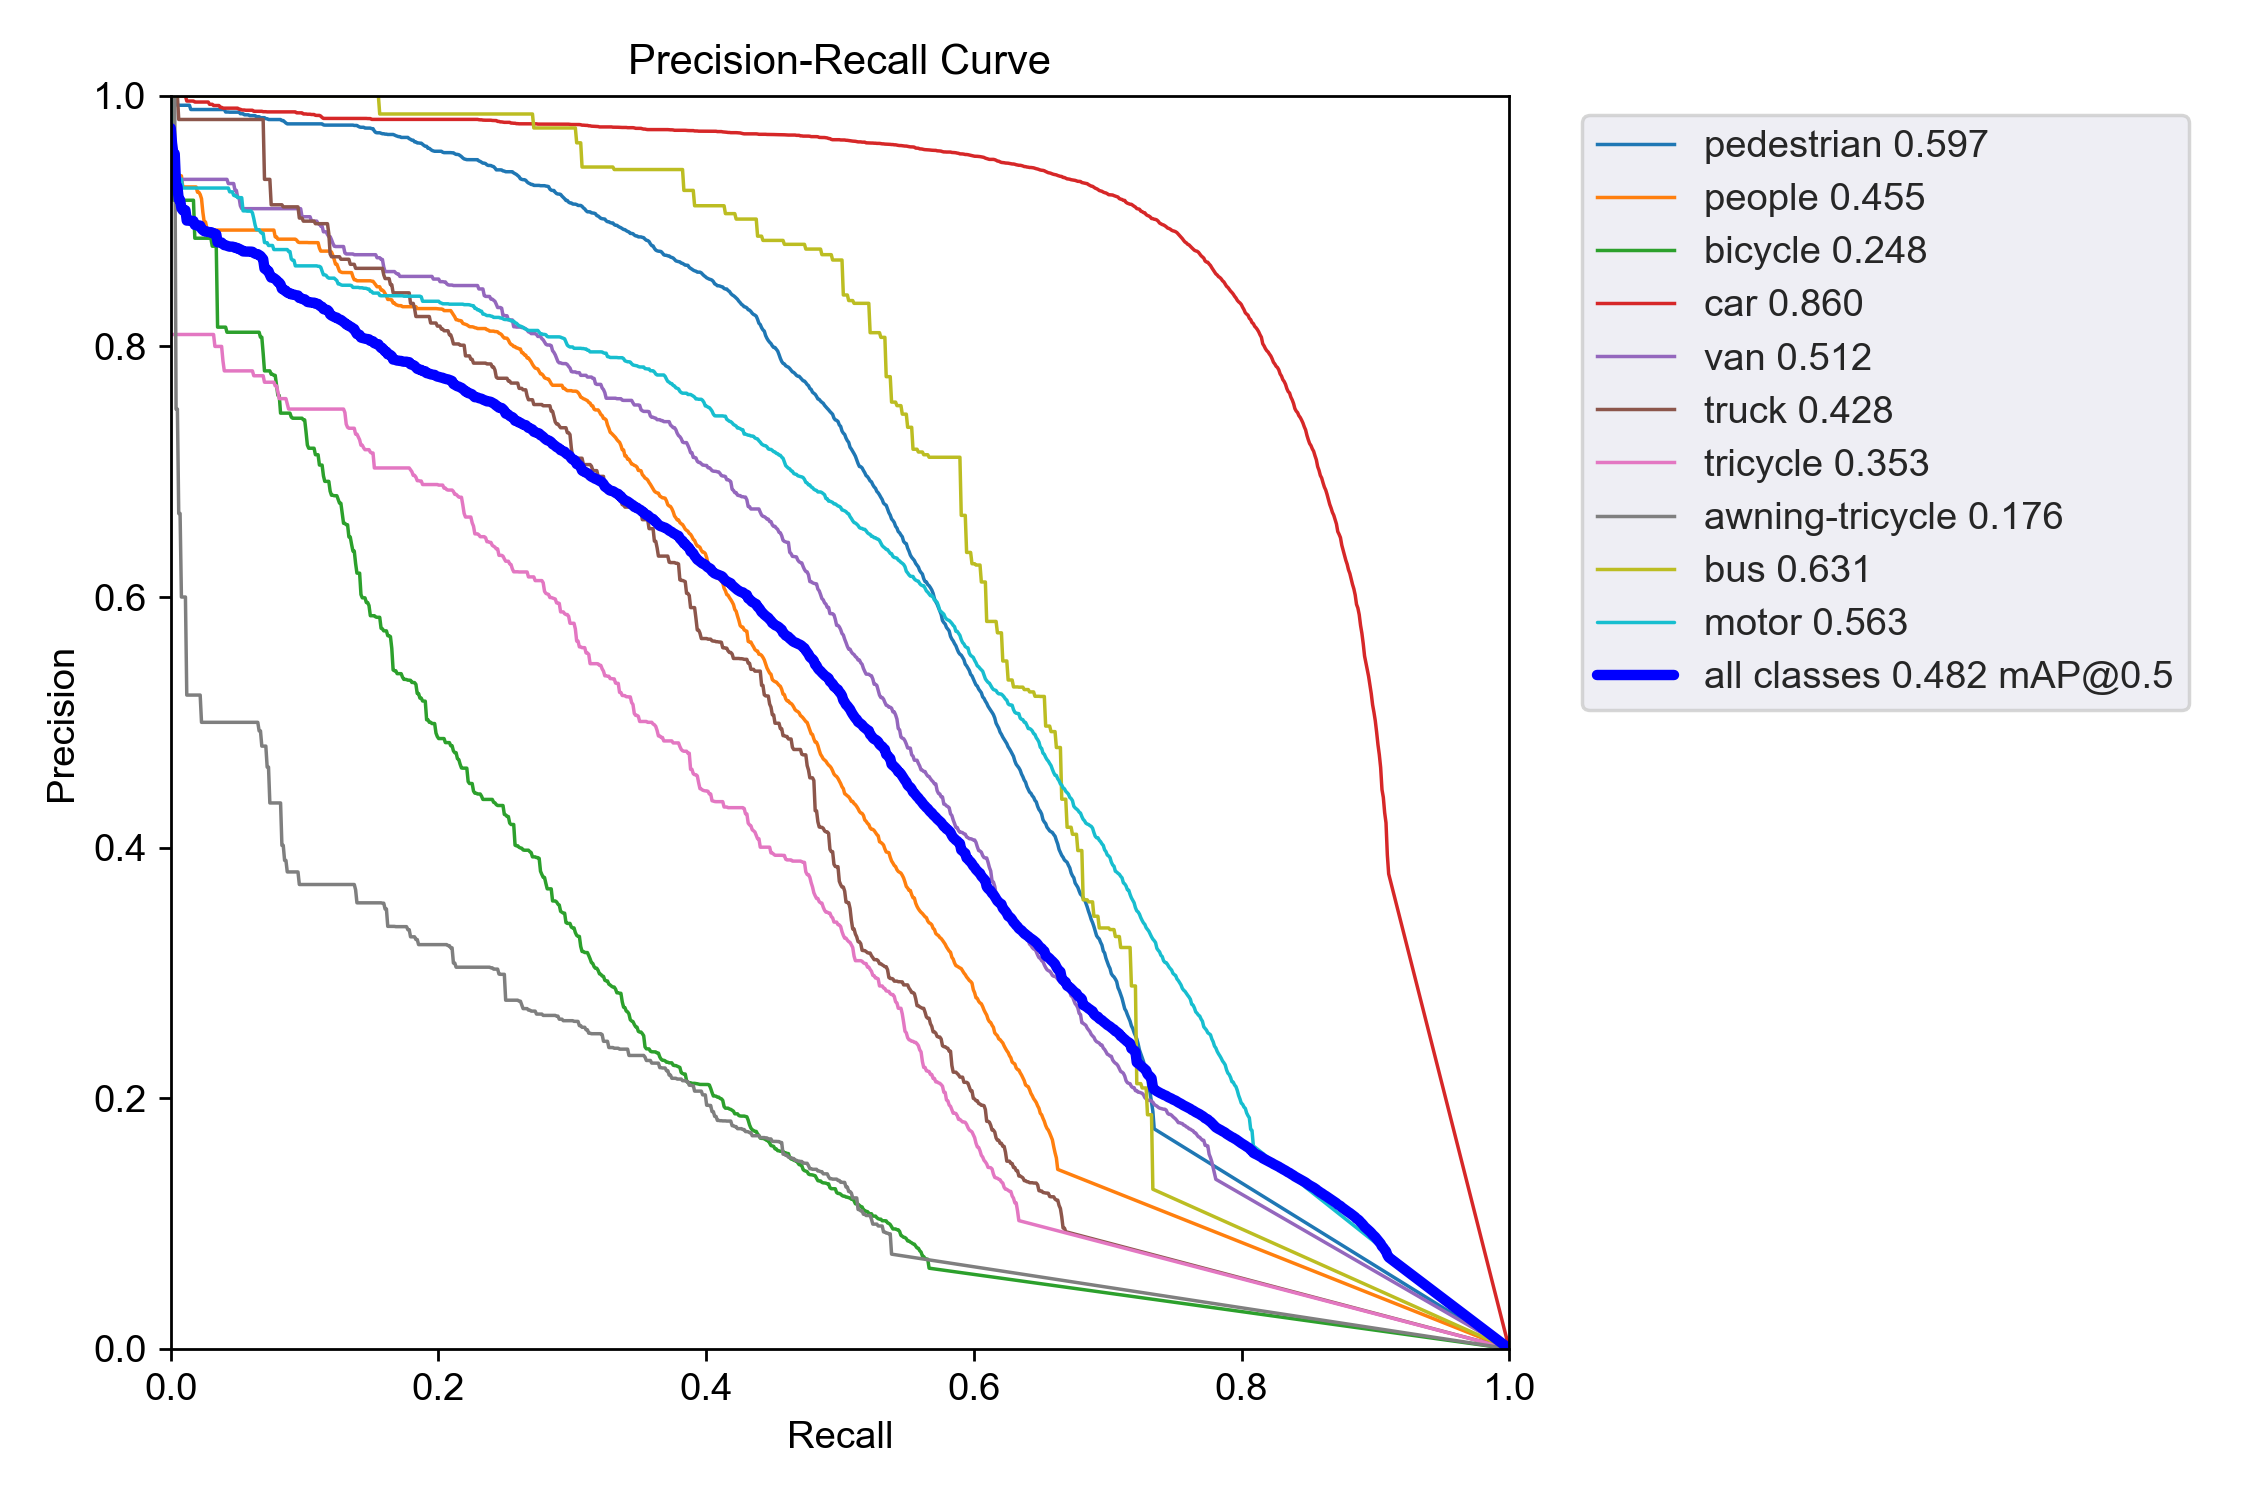 Precision-Recall Curve
1.0
0.8
0.6
0.4
0.2
0.0
Precision
0.0 0.2 0.4 0.6 0.8 1.0
Recall
pedestrian 0.597
people 0.455
bicycle 0.248
car 0.860
van 0.512
truck 0.428
tricycle 0.353
awning-tricycle 0.176
bus 0.631
motor 0.563
all classes 0.482 mAP@0.5